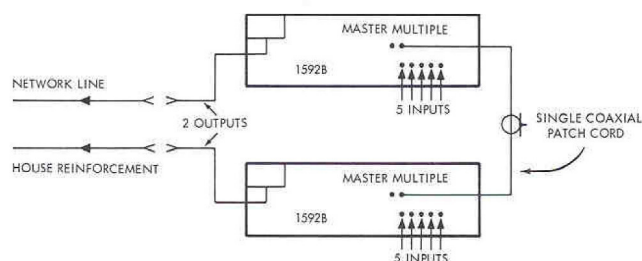 MASTER MULTIPLE
1592B
5 INPUTS
NETWORK LINE
2 OUTPUTS
HOUSE REINFORCEMENT
SINGLE COAXIAL
PATCH CORD
MASTER MULTIPLE
1592B
5 INPUTS